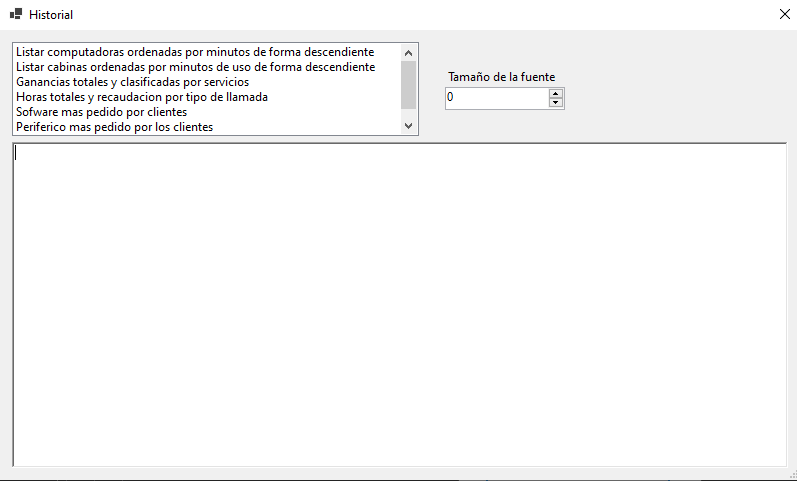 Historial
Listar computadoras ordenadas por minutos de forma descendiente
Listar cabinas ordenadas por minutos de uso de forma descendiente
Ganancias totales y clasificadas por servicios
Horas totales y recaudacion por tipo de llamada
Sofware mas pedido por clientes
Periferico mas pedido por los clientes
Tamaño de la fuente
0